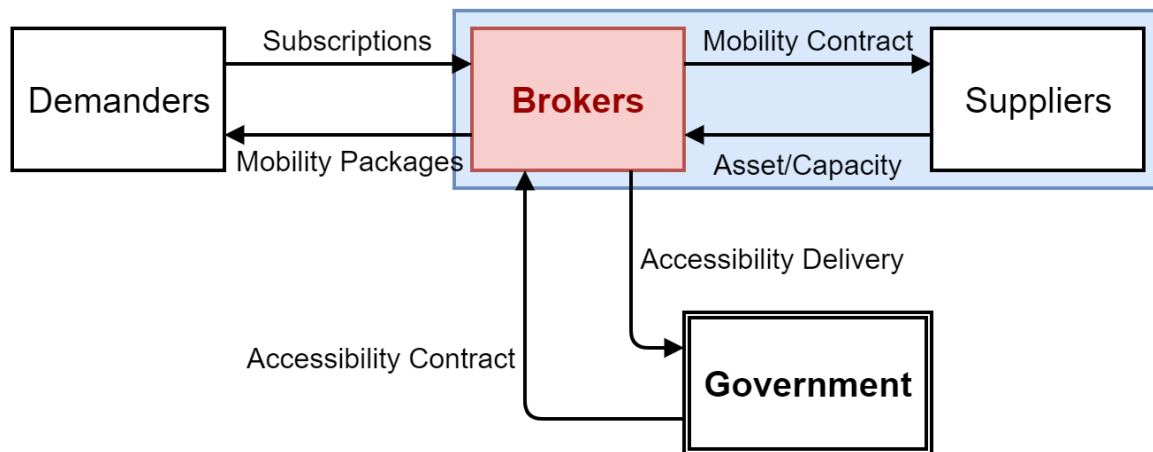 Subscriptions
Mobility Contract
Demanders
Brokers
Suppliers
Mobility Packages
Asset/Capacity
Accessibility Delivery
Accessibility Contract
Government